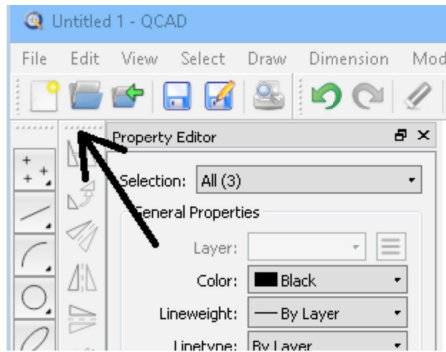 Untitled 1 - QCAD
File Edit View Select Draw Dimension Mod
Property Editor
Selection: All (3)
General Properties
Layer:
Color: Black
Lineweight: — By Layer
Linetype: By Layer